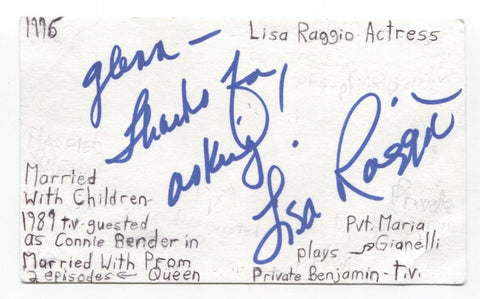 1995
Lisa Raggio-Actress
glenn -
Thanks for
asking!
Lisa Raggio
Married
With Children-
1989 t.v-guested
as Connie Bender in
Married With Prom
2 episodes ← Queen
Pvt. Maria
plays → Gianelli
Private Benjamin-t.v.